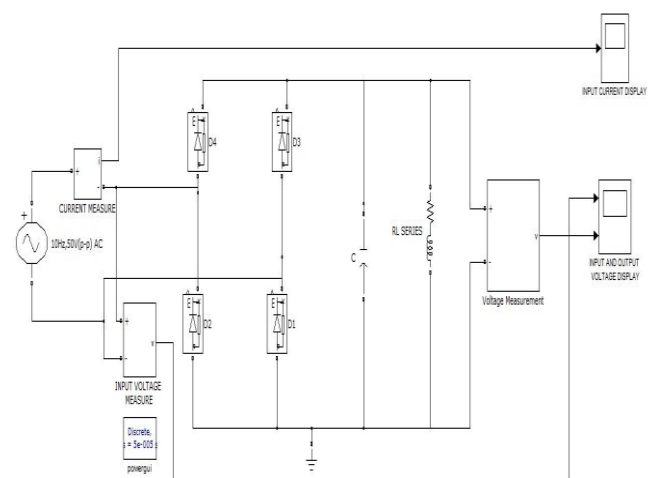 INPUT CURRENT DISPLAY
E
D4
E
D3
i
+
-
CURRENT MEASURE
+
10Hz,50V(p-p) AC
RL SERIES
C
+
-
v
Voltage Measurement
INPUT AND OUTPUT
VOLTAGE DISPLAY
E
D2
E
D1
+
-
v
INPUT VOLTAGE
MEASURE
Discrete,
s = 5e-005 s
powergui